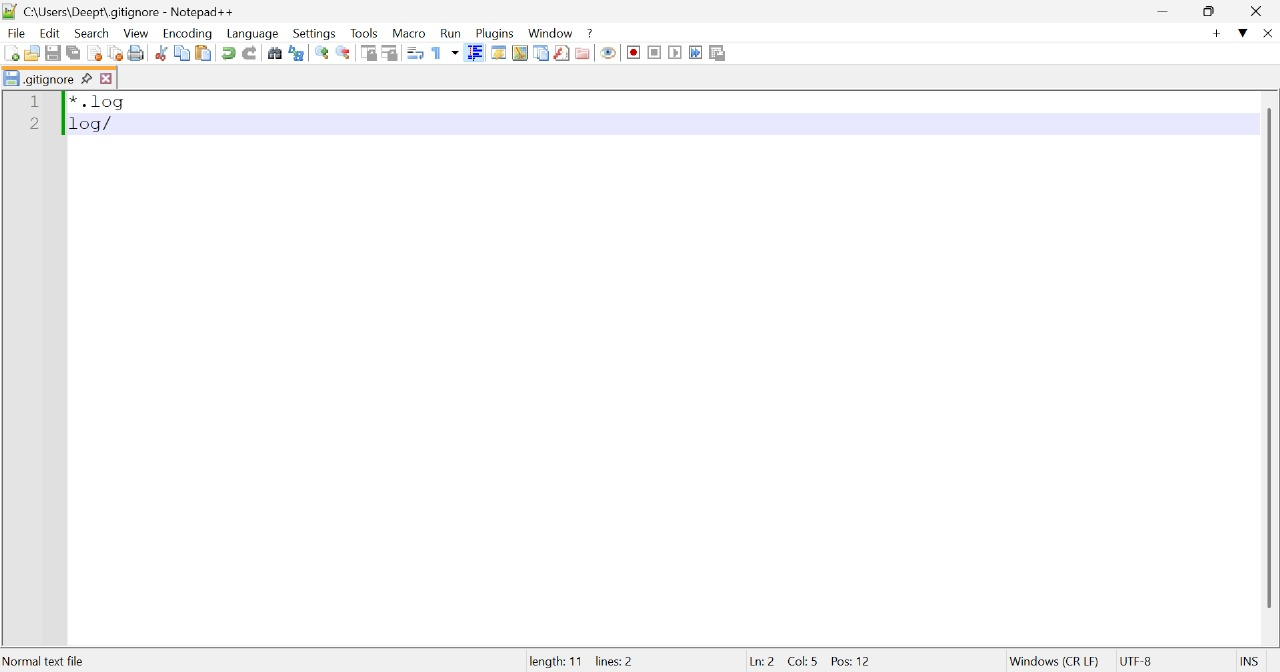 C:\Users\Deept\.gitignore - Notepad++
File Edit Search View Encoding Language Settings Tools Macro Run Plugins Window ?
.gitignore
1 *.log
2 log/
Normal text file length: 11 lines: 2 Ln: 2 Col: 5 Pos: 12 Windows (CR LF) UTF-8 INS